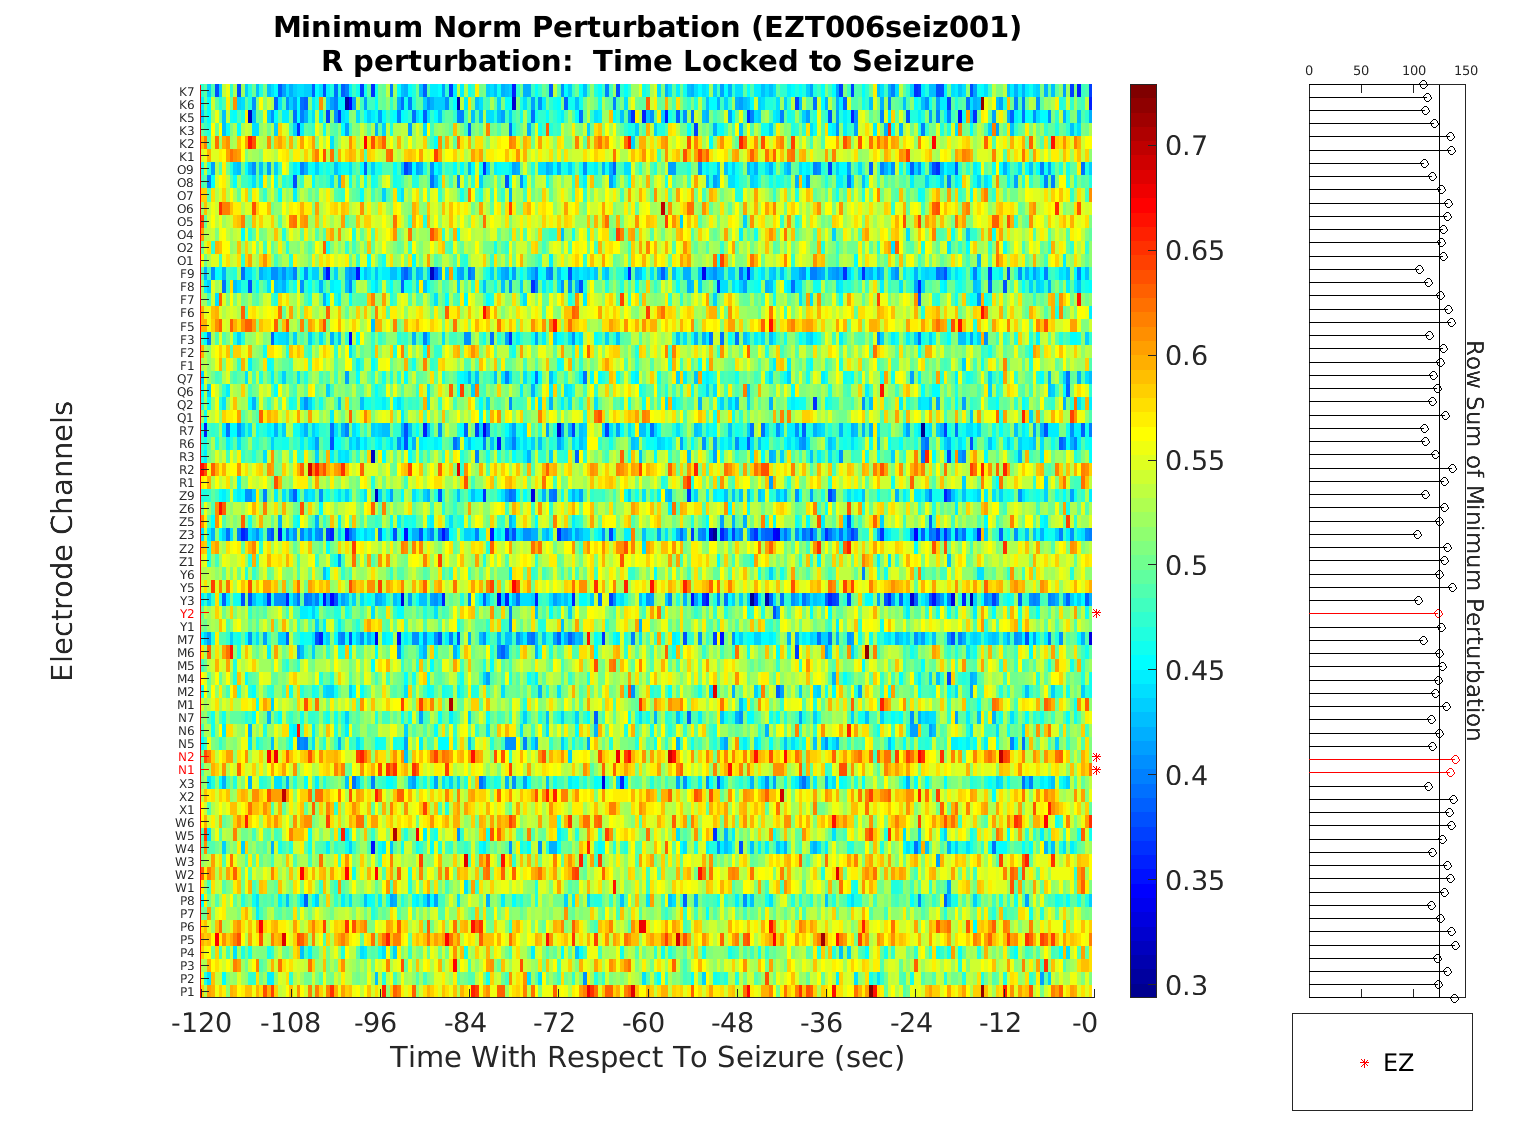 Minimum Norm Perturbation (EZT006seiz001)
R perturbation:  Time Locked to Seizure
Electrode Channels
K7
K6
K5
K3
K2
K1
O9
O8
O7
O6
O5
O4
O2
O1
F9
F8
F7
F6
F5
F3
F2
F1
Q7
Q6
Q2
Q1
R7
R6
R3
R2
R1
Z9
Z6
Z5
Z3
Z2
Z1
Y6
Y5
Y3
Y2
Y1
M7
M6
M5
M4
M2
M1
N7
N6
N5
N2
N1
X3
X2
X1
W6
W5
W4
W3
W2
W1
P8
P7
P6
P5
P4
P3
P2
P1
-120 -108 -96 -84 -72 -60 -48 -36 -24 -12 -0
Time With Respect To Seizure (sec)
0.7
0.65
0.6
0.55
0.5
0.45
0.4
0.35
0.3
0 50 100 150
Row Sum of Minimum Perturbation
EZ